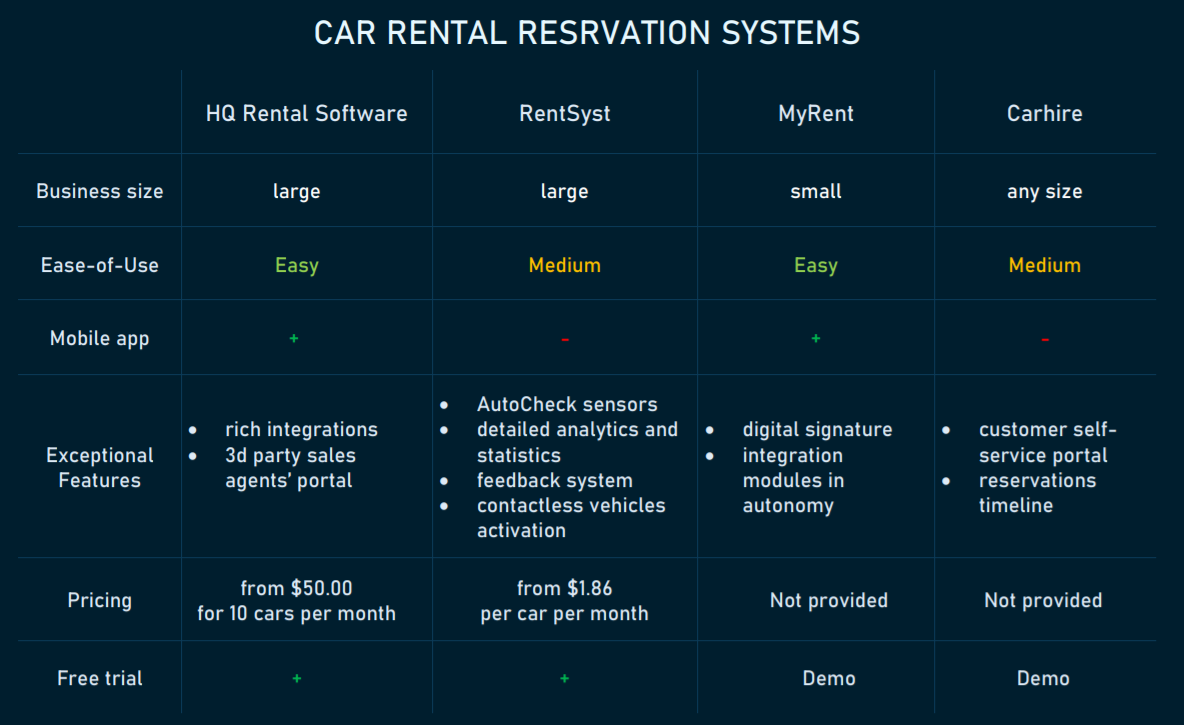 CAR RENTAL RESRVATION SYSTEMS
HQ Rental Software
RentSyst
MyRent
Carhire
Business size
large
large
small
any size
Ease-of-Use
Easy
Medium
Easy
Medium
Mobile app
+
-
+
-
Exceptional
Features
• rich integrations
• 3d party sales
agents' portal
• AutoCheck sensors
• detailed analytics and
statistics
• feedback system
• contactless vehicles
activation
• digital signature
• integration
modules in
autonomy
• customer self-
service portal
• reservations
timeline
Pricing
from $50.00
for 10 cars per month
from $1.86
per car per month
Not provided
Not provided
Free trial
+
+
Demo
Demo